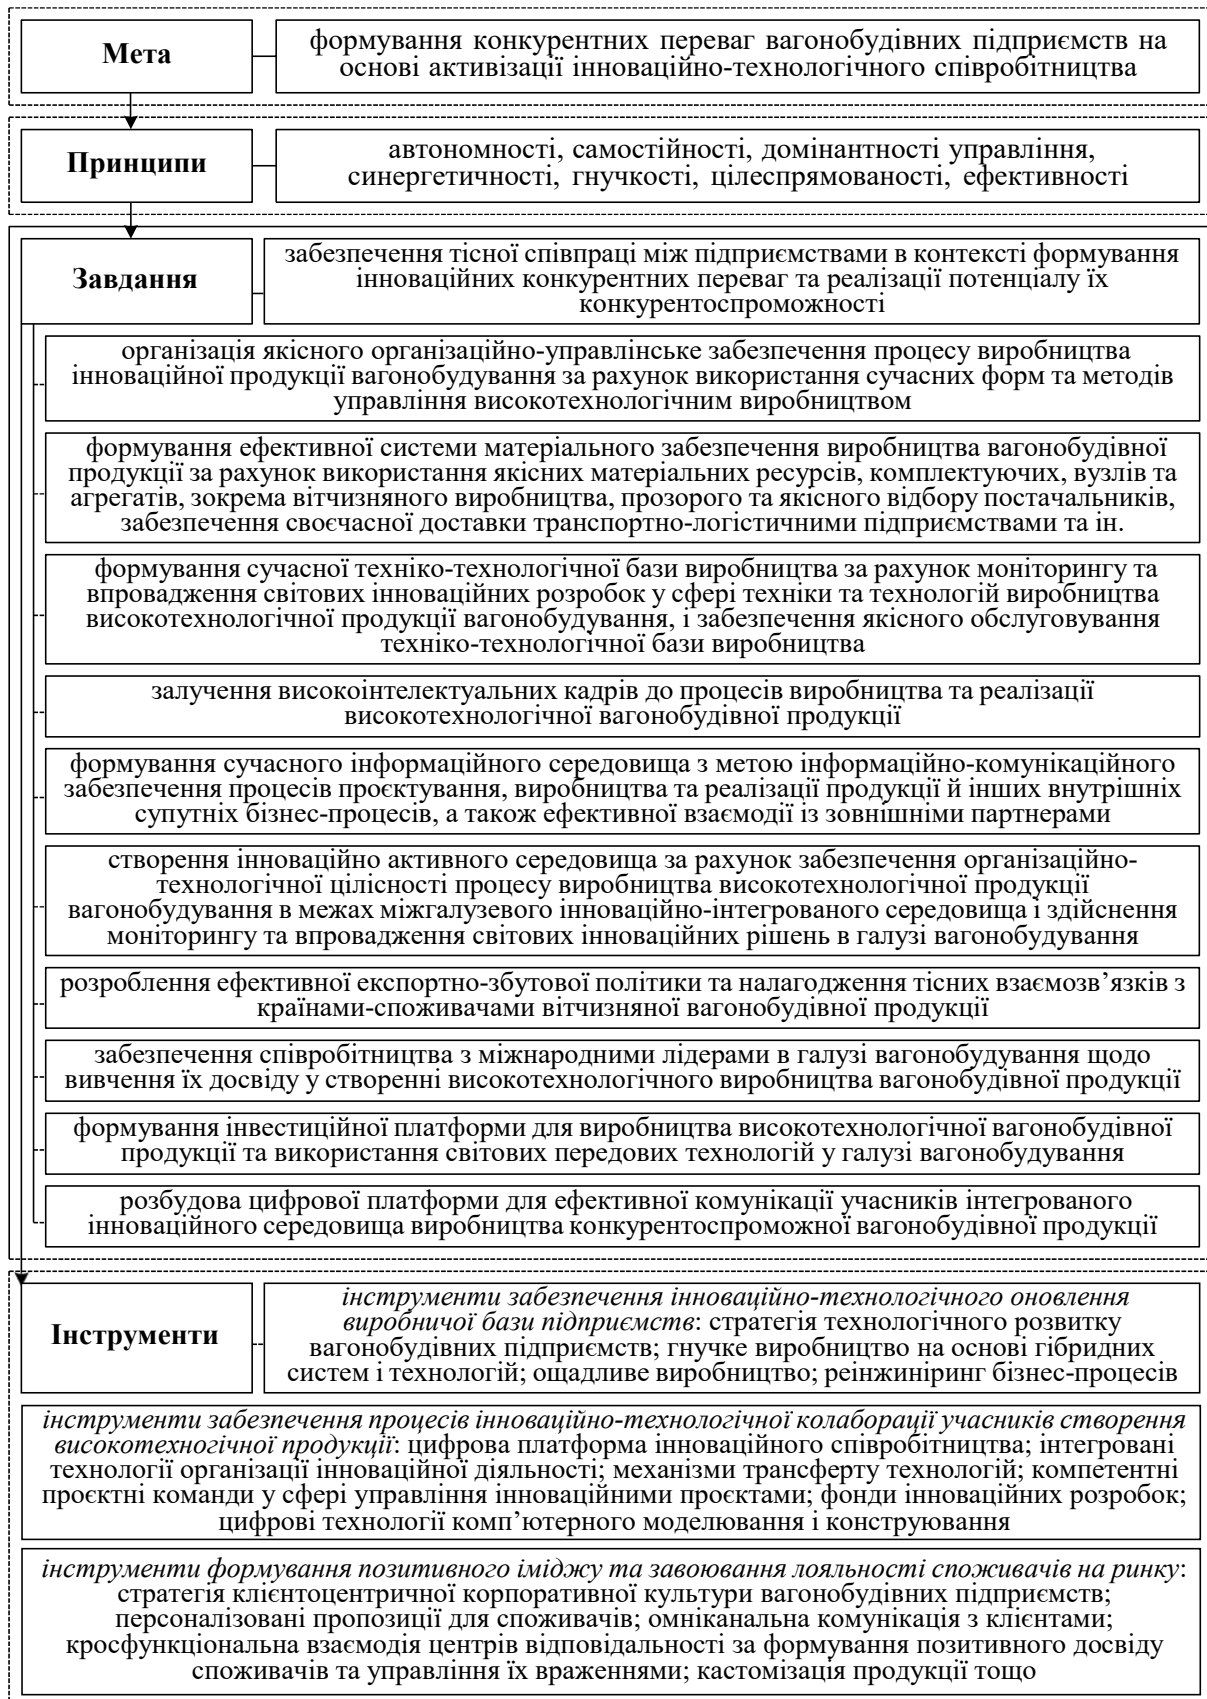 Мета
формування конкурентних переваг вагонобудівних підприємств на
основі активізації інноваційно-технологічного співробітництва
Принципи
автономності, самостійності, домінантності управління,
синергетичності, гнучкості, цілеспрямованості, ефективності
Завдання
забезпечення тісної співпраці між підприємствами в контексті формування
інноваційних конкурентних переваг та реалізації потенціалу їх
конкурентоспроможності
організація якісного організаційно-управлінське забезпечення процесу виробництва
інноваційної продукції вагонобудування за рахунок використання сучасних форм та методів
управління високотехнологічним виробництвом
формування ефективної системи матеріального забезпечення виробництва вагонобудівної
продукції за рахунок використання якісних матеріальних ресурсів, комплектуючих, вузлів та
агрегатів, зокрема вітчизняного виробництва, прозорого та якісного відбору постачальників,
забезпечення своєчасної доставки транспортно-логістичними підприємствами та ін.
формування сучасної техніко-технологічної бази виробництва за рахунок моніторингу та
впровадження світових інноваційних розробок у сфері техніки та технологій виробництва
високотехнологічної продукції вагонобудування, і забезпечення якісного обслуговування
техніко-технологічної бази виробництва
залучення високоінтелектуальних кадрів до процесів виробництва та реалізації
високотехнологічної вагонобудівної продукції
формування сучасного інформаційного середовища з метою інформаційно-комунікаційного
забезпечення процесів проєктування, виробництва та реалізації продукції й інших внутрішніх
супутніх бізнес-процесів, а також ефективної взаємодії із зовнішніми партнерами
створення інноваційно активного середовища за рахунок забезпечення організаційно-
технологічної цілісності процесу виробництва високотехнологічної продукції
вагонобудування в межах міжгалузевого інноваційно-інтегрованого середовища і здійснення
моніторингу та впровадження світових інноваційних рішень в галузі вагонобудування
розроблення ефективної експортно-збутової політики та налагодження тісних взаємозв’язків з
країнами-споживачами вітчизняної вагонобудівної продукції
забезпечення співробітництва з міжнародними лідерами в галузі вагонобудування щодо
вивчення їх досвіду у створенні високотехнологічного виробництва вагонобудівної продукції
формування інвестиційної платформи для виробництва високотехнологічної вагонобудівної
продукції та використання світових передових технологій у галузі вагонобудування
розбудова цифрової платформи для ефективної комунікації учасників інтегрованого
інноваційного середовища виробництва конкурентоспроможної вагонобудівної продукції
Інструменти
інструменти забезпечення інноваційно-технологічного оновлення
виробничої бази підприємств: стратегія технологічного розвитку
вагонобудівних підприємств; гнучке виробництво на основі гібридних
систем і технологій; ощадливе виробництво; реінжиніринг бізнес-процесів
інструменти забезпечення процесів інноваційно-технологічної колаборації учасників створення
високотехногічної продукції: цифрова платформа інноваційного співробітництва; інтегровані
технології організації інноваційної діяльності; механізми трансферту технологій; компетентні
проєктні команди у сфері управління інноваційними проєктами; фонди інноваційних розробок;
цифрові технології комп’ютерного моделювання і конструювання
інструменти формування позитивного іміджу та завоювання лояльності споживачів на ринку:
стратегія клієнтоцентричної корпоративної культури вагонобудівних підприємств;
персоналізовані пропозиції для споживачів; омніканальна комунікація з клієнтами;
кросфункціональна взаємодія центрів відповідальності за формування позитивного досвіду
споживачів та управління їх враженнями; кастомізація продукції тощо